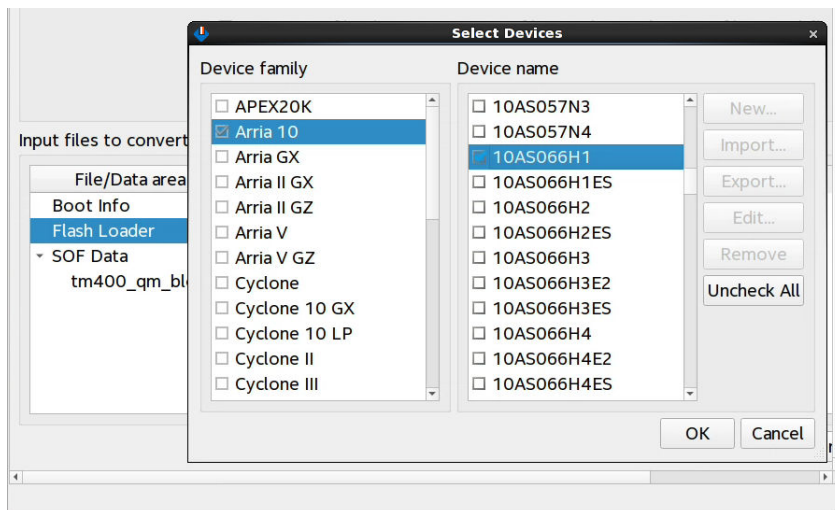 Select Devices
Device family
Device name
APEX20K
Arria 10
Arria GX
Arria II GX
Arria II GZ
Arria V
Arria V GZ
Cyclone
Cyclone 10 GX
Cyclone 10 LP
Cyclone II
Cyclone III
10AS057N3
10AS057N4
10AS066H1
10AS066H1ES
10AS066H2
10AS066H2ES
10AS066H3
10AS066H3E2
10AS066H3ES
10AS066H4
10AS066H4E2
10AS066H4ES
New...
Import...
Export...
Edit...
Remove
Uncheck All
OK
Cancel
Input files to convert
File/Data area
Boot Info
Flash Loader
SOF Data